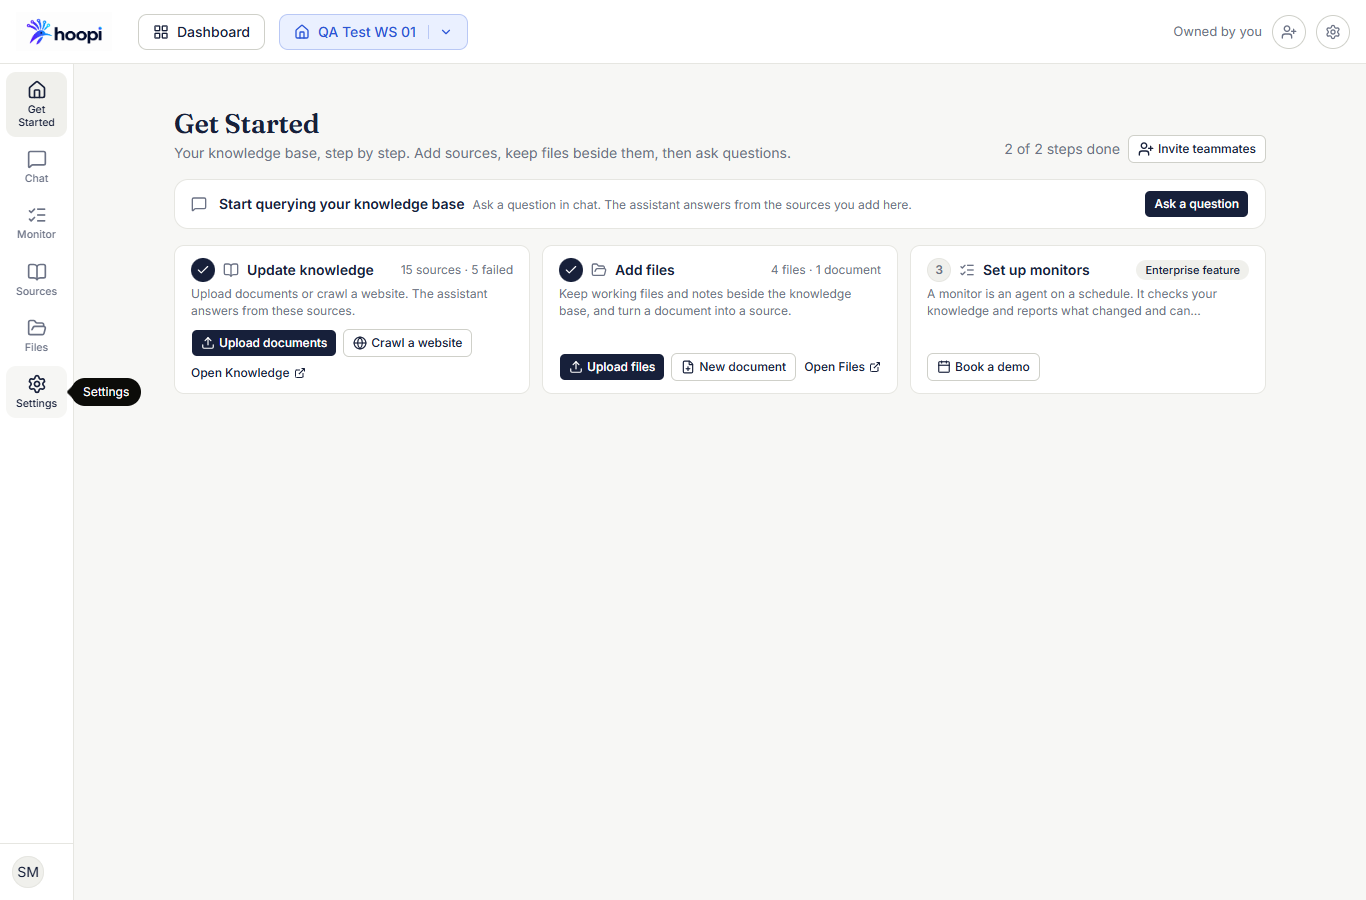 hoopi
Dashboard
QA Test WS 01
Owned by you
Get
Started
Chat
Monitor
Sources
Files
Settings
Settings
SM
Get Started
Your knowledge base, step by step. Add sources, keep files beside them, then ask questions.
2 of 2 steps done
Invite teammates
Start querying your knowledge base
Ask a question in chat. The assistant answers from the sources you add here.
Ask a question
Update knowledge
15 sources · 5 failed
Upload documents or crawl a website. The assistant
answers from these sources.
Upload documents
Crawl a website
Open Knowledge
Add files
4 files · 1 document
Keep working files and notes beside the knowledge
base, and turn a document into a source.
Upload files
New document
Open Files
3
Set up monitors
Enterprise feature
A monitor is an agent on a schedule. It checks your
knowledge and reports what changed and can...
Book a demo